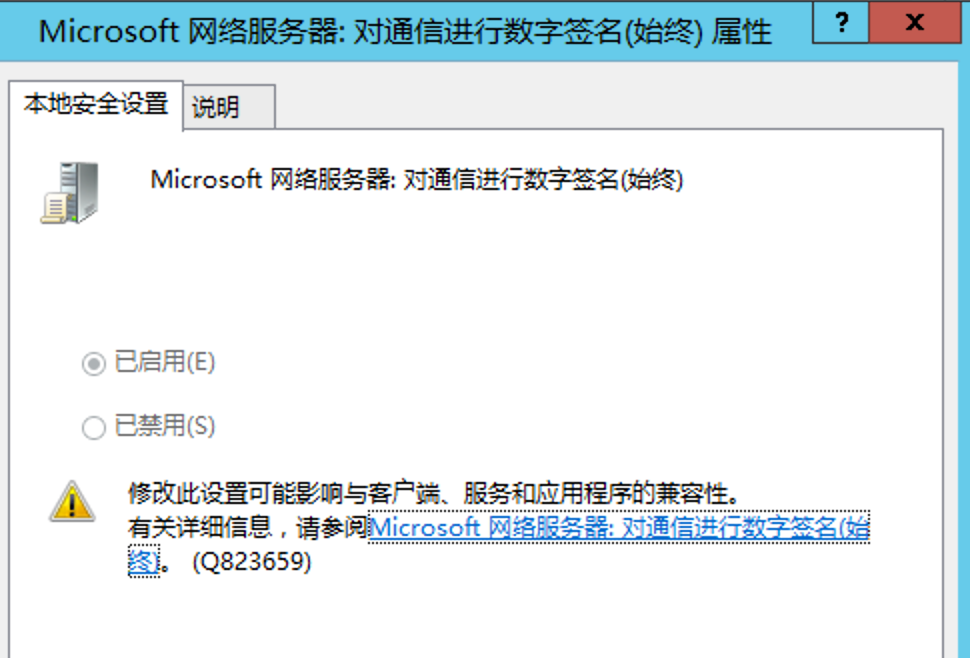 Microsoft 网络服务器: 对通信进行数字签名(始终) 属性
? x
本地安全设置 说明
Microsoft 网络服务器: 对通信进行数字签名(始终)
已启用(E)
已禁用(S)
修改此设置可能影响与客户端、服务和应用程序的兼容性。
有关详细信息，请参阅Microsoft 网络服务器: 对通信进行数字签名(始
终)。 (Q823659)